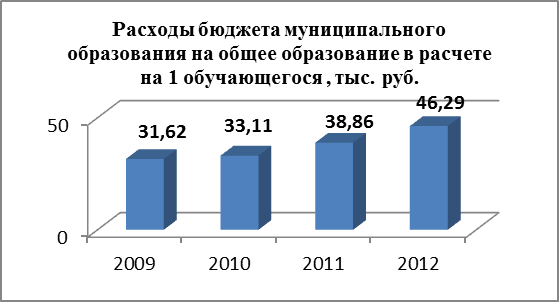 Расходы бюджета муниципального
образования на общее образование в расчете
на 1 обучающегося , тыс. руб.
46,29
38,86
33,11
31,62
50
0
2009 2010 2011 2012